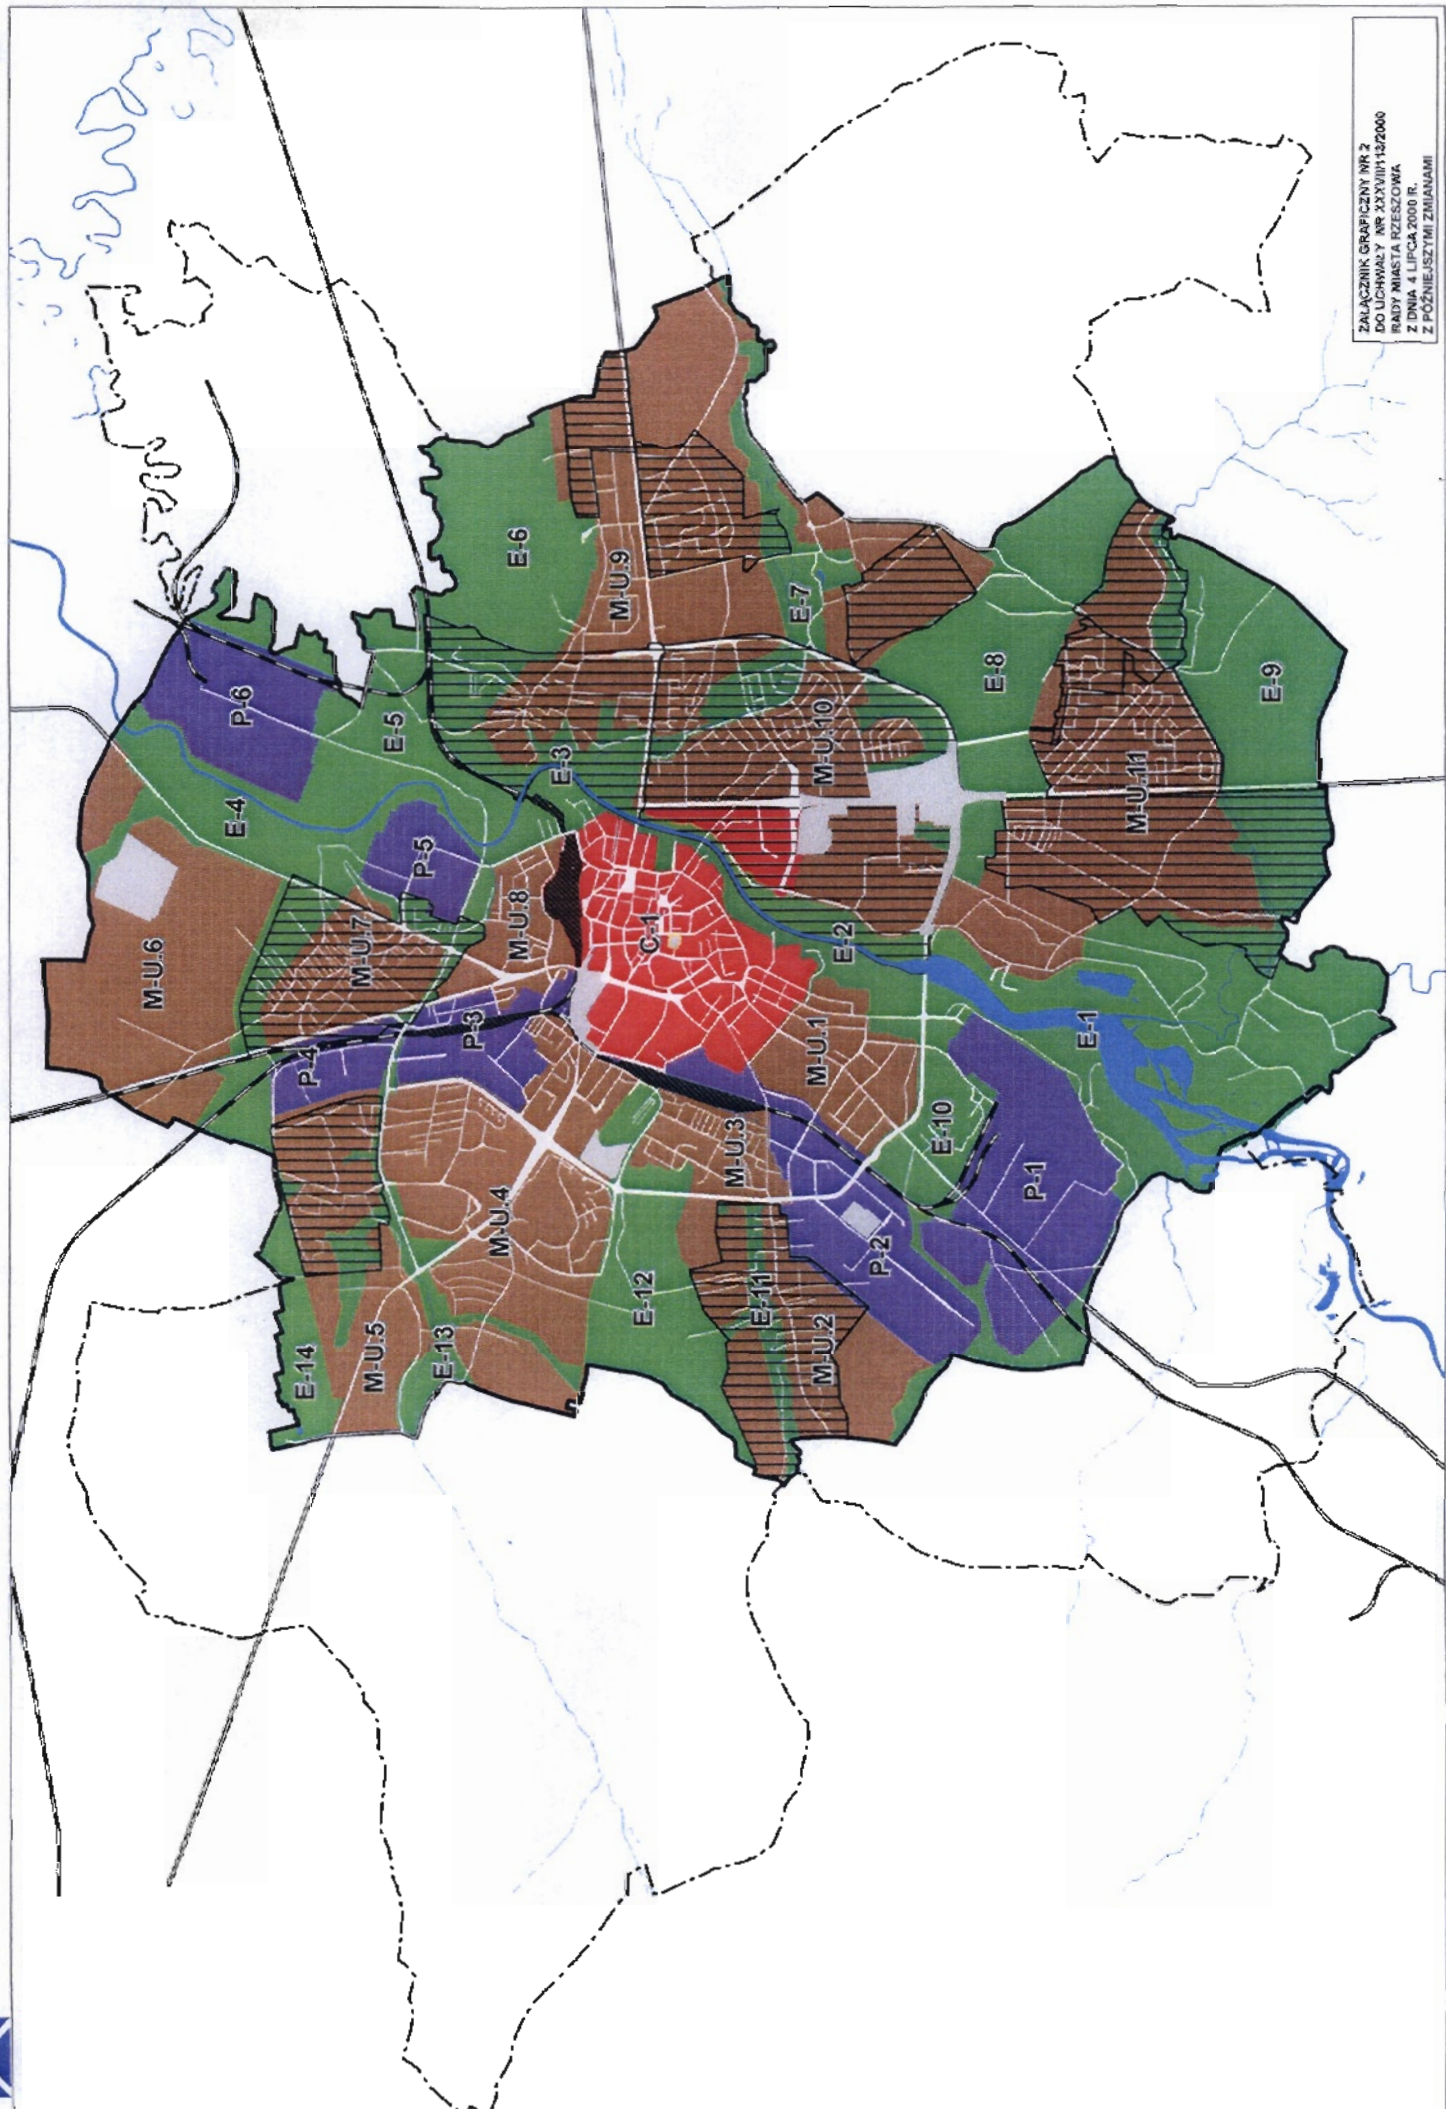 ZAŁĄCZNIK GRAFICZNY NR 2
DO UCHWAŁY NR XXXVII/113/2000
RADY MIASTA RZESZOWA
Z DNIA 4 LIPCA 2000 R.
Z PÓŹNIEJSZYMI ZMIANAMI
E-14
M-U.5
E-13
M-U.4
E-12
E-11
M-U.2
P-2
P-1
E-10
M-U.3
P-4
P-3
M-U.1
E-1
M-U.6
M-U.7
M-U.8
C-1
E-2
E-4
P-5
E-3
M-U.10
M-U.11
P-6
E-5
E-6
M-U.9
E-7
E-8
E-9